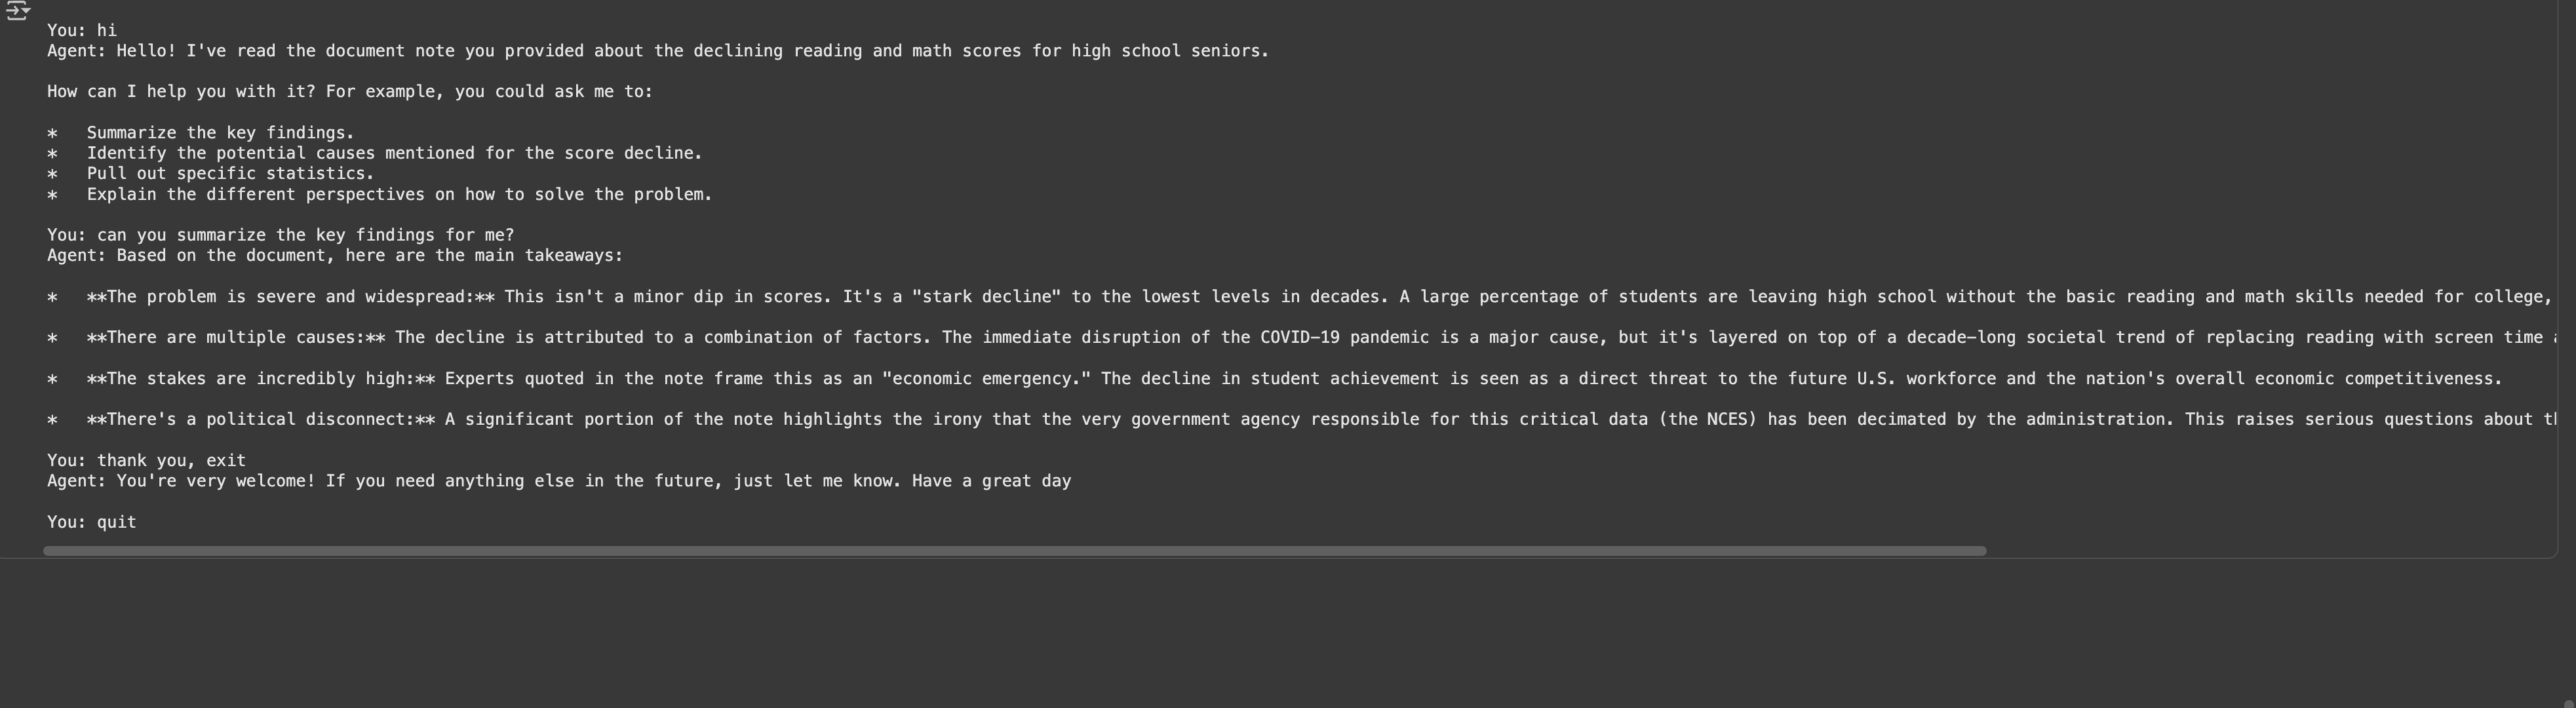 You: hi
Agent: Hello! I've read the document note you provided about the declining reading and math scores for high school seniors.
How can I help you with it? For example, you could ask me to:
*   Summarize the key findings.
*   Identify the potential causes mentioned for the score decline.
*   Pull out specific statistics.
*   Explain the different perspectives on how to solve the problem.
You: can you summarize the key findings for me?
Agent: Based on the document, here are the main takeaways:
*   **The problem is severe and widespread:** This isn't a minor dip in scores. It's a "stark decline" to the lowest levels in decades. A large percentage of students are leaving high school without the basic reading and math skills needed for college,
*   **There are multiple causes:** The decline is attributed to a combination of factors. The immediate disruption of the COVID-19 pandemic is a major cause, but it's layered on top of a decade-long societal trend of replacing reading with screen time
*   **The stakes are incredibly high:** Experts quoted in the note frame this as an "economic emergency." The decline in student achievement is seen as a direct threat to the future U.S. workforce and the nation's overall economic competitiveness.
*   **There's a political disconnect:** A significant portion of the note highlights the irony that the very government agency responsible for this critical data (the NCES) has been decimated by the administration. This raises serious questions about
You: thank you, exit
Agent: You're very welcome! If you need anything else in the future, just let me know. Have a great day
You: quit